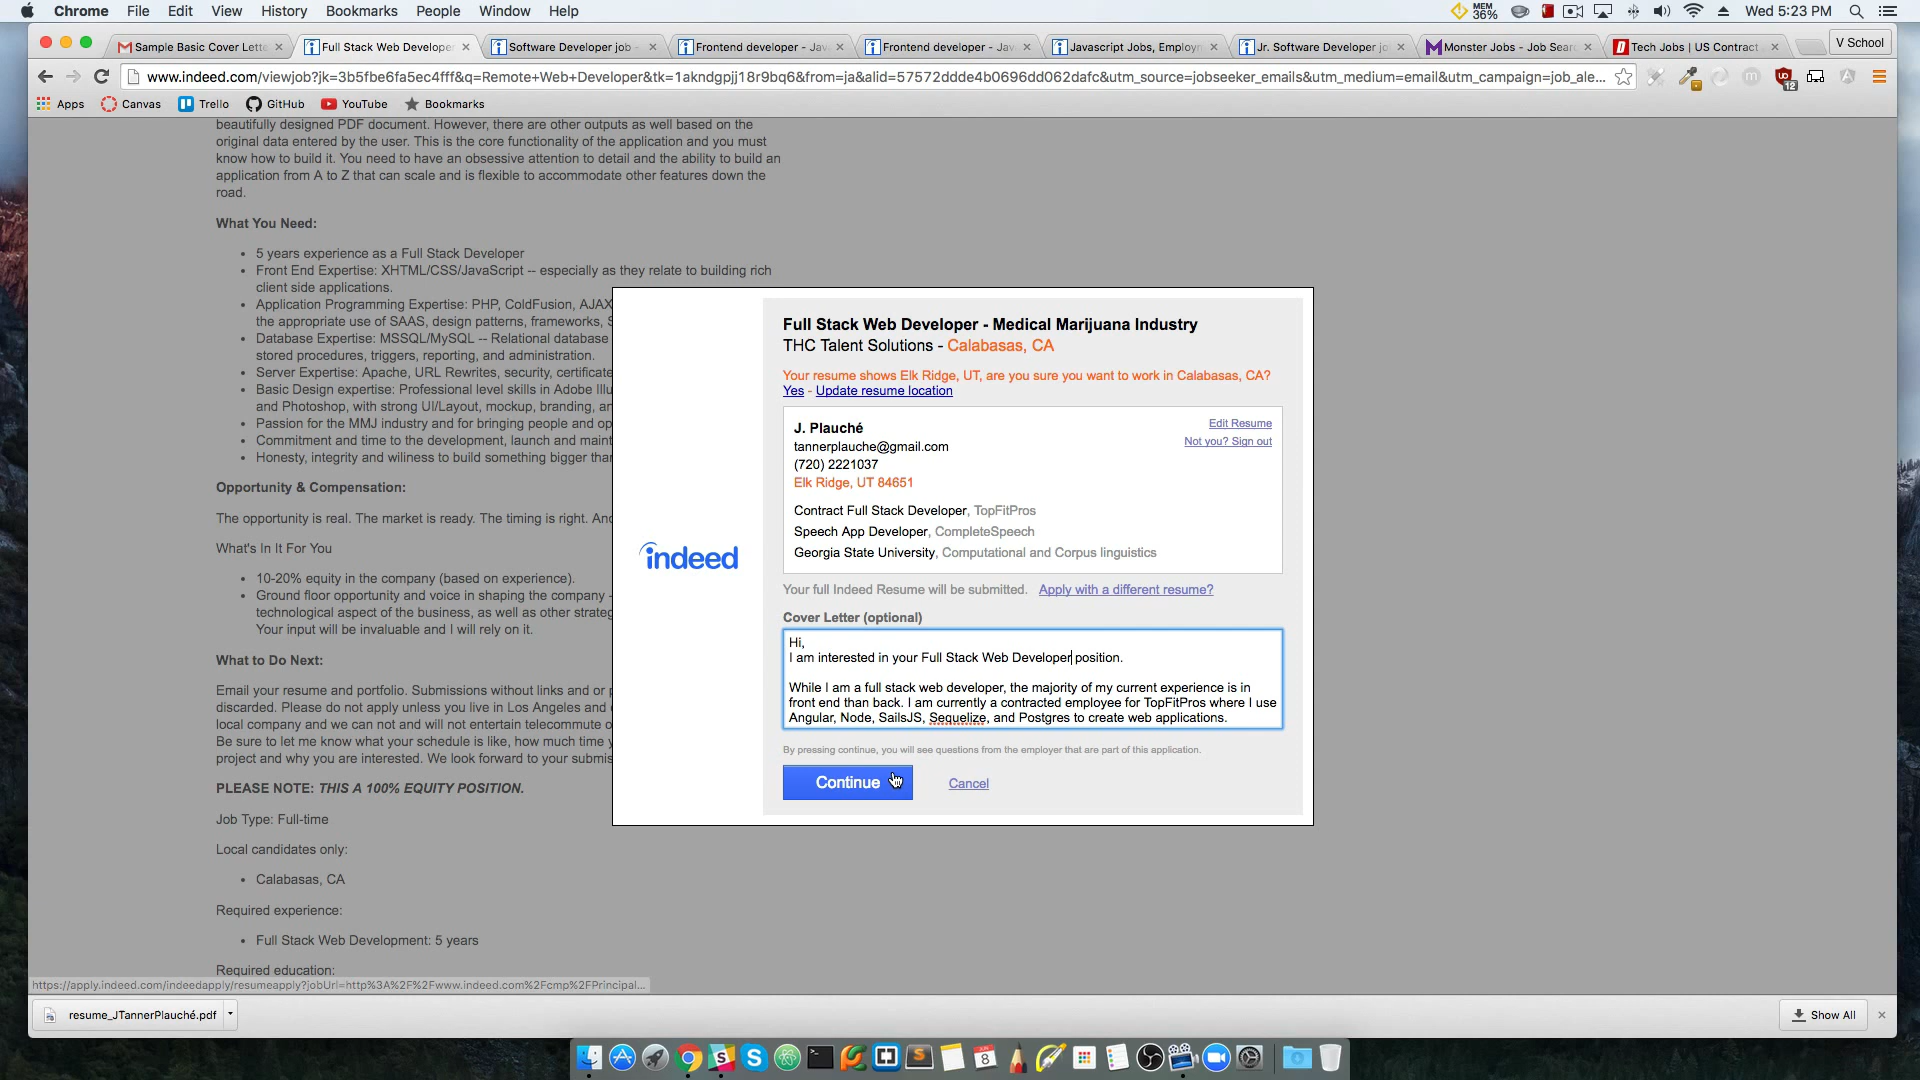 Chrome File Edit View History Bookmarks People Window Help
MEM 36% Wed 5:23 PM
Sample Basic Cover Lette
Full Stack Web Developer
Software Developer job -
Frontend developer - Jav
Frontend developer - Jav
Javascript Jobs, Employm
Jr. Software Developer jo
Monster Jobs - Job Searc
Tech Jobs | US Contract
V School
www.indeed.com/viewjob?jk=3b5fbe6fa5ec4fff&q=Remote+Web+Developer&tk=1akndgpjj18r9bq6&from=ja&alid=57572ddde4b0696dd062dafc&utm_source=jobseeker_emails&utm_medium=email&utm_campaign=job_ale...
12
Apps Canvas Trello GitHub YouTube Bookmarks
beautifully designed PDF document. However, there are other outputs as well based on the
original data entered by the user. This is the core functionality of the application and you must
know how to build it. You need to have an obsessive attention to detail and the ability to build an
application from A to Z that can scale and is flexible to accommodate other features down the
road.
What You Need:
• 5 years experience as a Full Stack Developer
• Front End Expertise: XHTML/CSS/JavaScript -- especially as they relate to building rich
client side applications.
• Application Programming Expertise: PHP, ColdFusion, AJAX
the appropriate use of SAAS, design patterns, frameworks, S
• Database Expertise: MSSQL/MySQL -- Relational database
stored procedures, triggers, reporting, and administration.
• Server Expertise: Apache, URL Rewrites, security, certificate
• Basic Design expertise: Professional level skills in Adobe Illu
and Photoshop, with strong UI/Layout, mockup, branding, an
• Passion for the MMJ industry and for bringing people and op
• Commitment and time to the development, launch and maint
• Honesty, integrity and wiliness to build something bigger than
Opportunity & Compensation:
The opportunity is real. The market is ready. The timing is right. And
What's In It For You
• 10-20% equity in the company (based on experience).
• Ground floor opportunity and voice in shaping the company -
technological aspect of the business, as well as other strateg
Your input will be invaluable and I will rely on it.
What to Do Next:
Email your resume and portfolio. Submissions without links and or p
discarded. Please do not apply unless you live in Los Angeles and
local company and we can not and will not entertain telecommute o
Be sure to let me know what your schedule is like, how much time y
project and why you are interested. We look forward to your submis
PLEASE NOTE: THIS A 100% EQUITY POSITION.
Job Type: Full-time
Local candidates only:
• Calabasas, CA
Required experience:
• Full Stack Web Development: 5 years
Required education:
indeed
Full Stack Web Developer - Medical Marijuana Industry
THC Talent Solutions - Calabasas, CA
Your resume shows Elk Ridge, UT, are you sure you want to work in Calabasas, CA?
Yes - Update resume location
J. Plauché
Edit Resume
tannerplauche@gmail.com
Not you? Sign out
(720) 2221037
Elk Ridge, UT 84651
Contract Full Stack Developer, TopFitPros
Speech App Developer, CompleteSpeech
Georgia State University, Computational and Corpus linguistics
Your full Indeed Resume will be submitted. Apply with a different resume?
Cover Letter (optional)
Hi,
I am interested in your Full Stack Web Developer position.
While I am a full stack web developer, the majority of my current experience is in
front end than back. I am currently a contracted employee for TopFitPros where I use
Angular, Node, SailsJS, Sequelize, and Postgres to create web applications.
By pressing continue, you will see questions from the employer that are part of this application.
Continue Cancel
https://apply.indeed.com/indeedapply/resumeapply?jobUrl=http%3A%2F%2Fwww.indeed.com%2Fcmp%2FPrincipal...
resume_JTannerPlauché.pdf
Show All
JUN
8